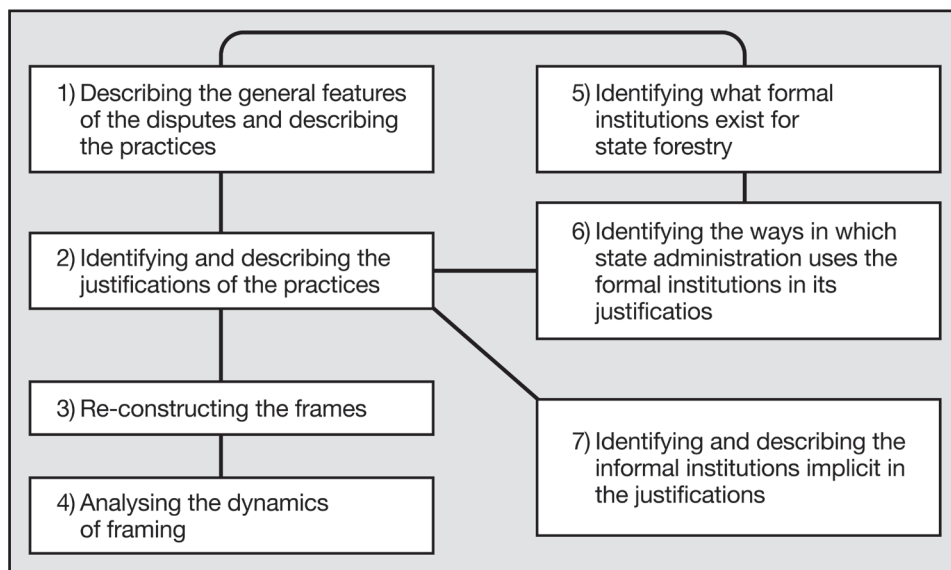 1) Describing the general features
of the disputes and describing
the practices
2) Identifying and describing the
justifications of the practices
3) Re-constructing the frames
4) Analysing the dynamics
of framing
5) Identifying what formal
institutions exist for
state forestry
6) Identifying the ways in which
state administration uses the
formal institutions in its
justificatios
7) Identifying and describing the
informal institutions implicit in
the justifications